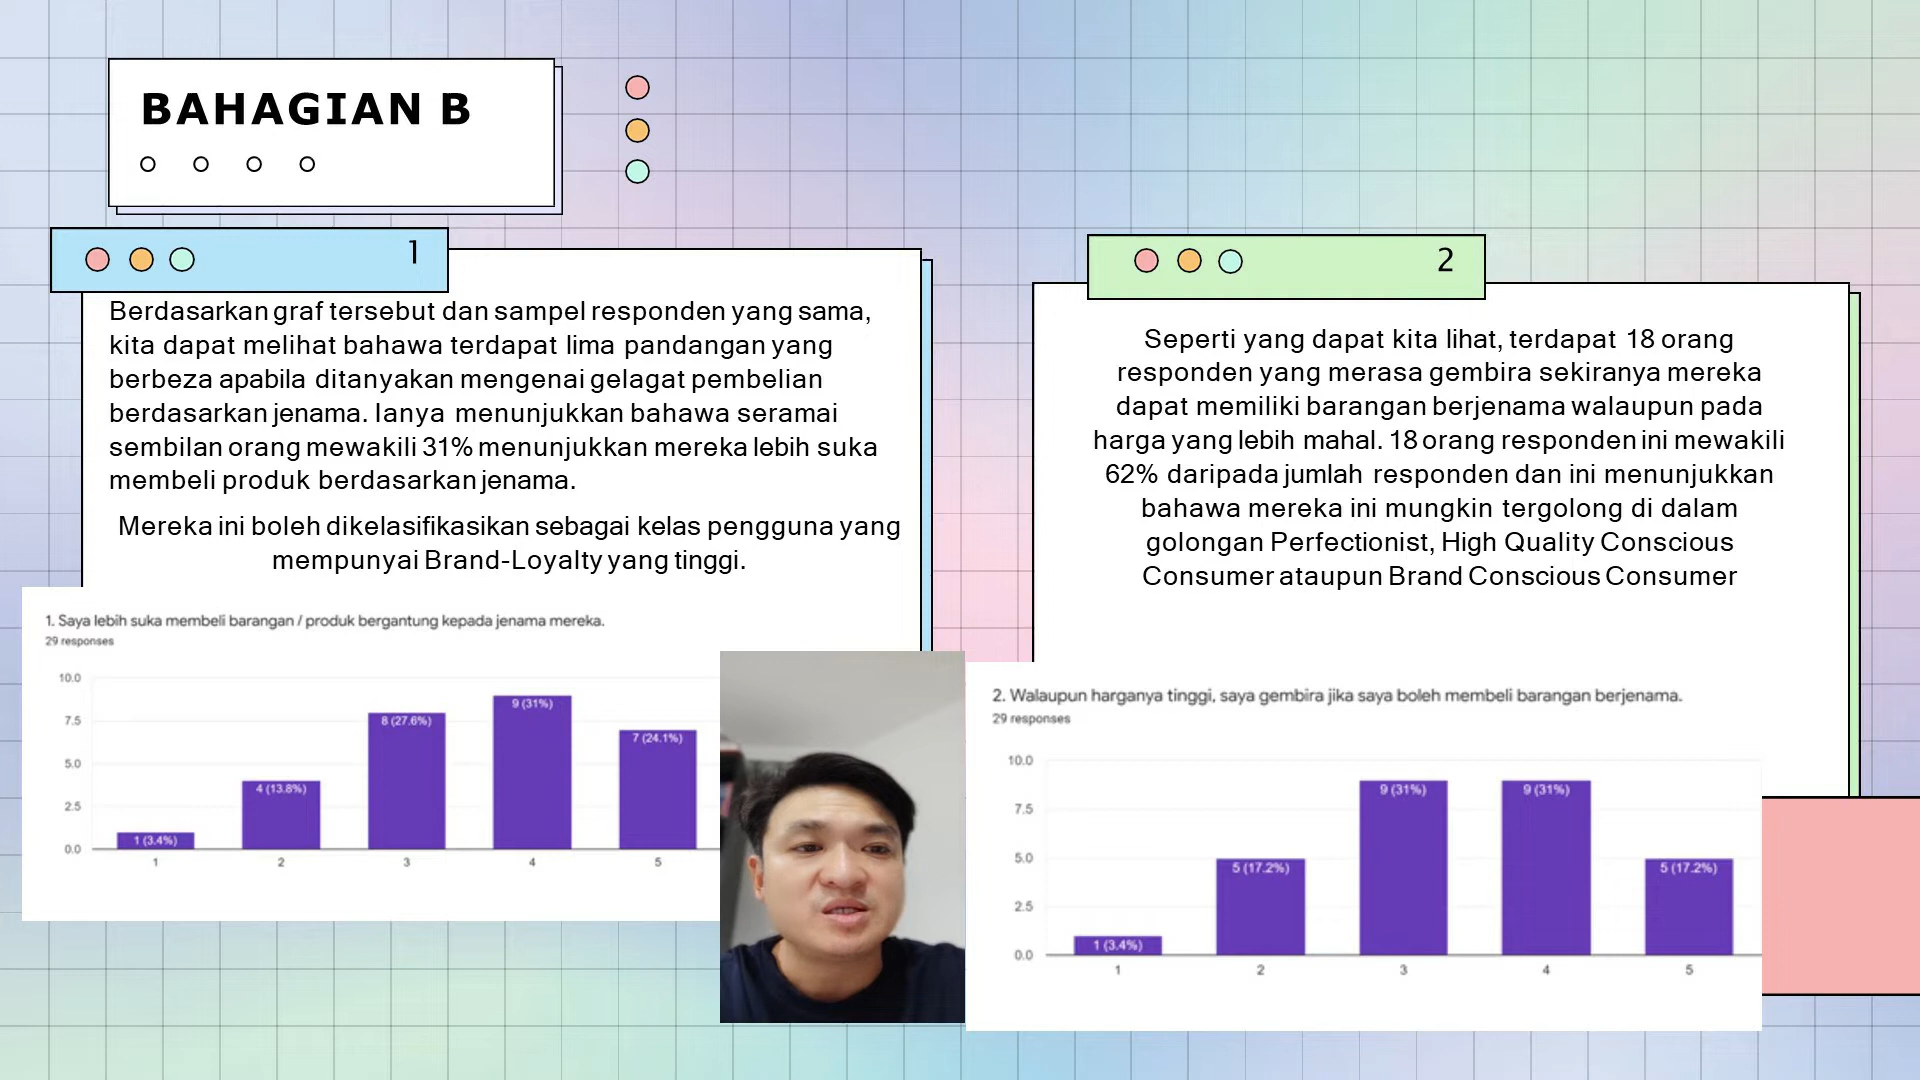 BAHAGIAN B
1
Berdasarkan graf tersebut dan sampel responden yang sama,
kita dapat melihat bahawa terdapat lima pandangan yang
berbeza apabila ditanyakan mengenai gelagat pembelian
berdasarkan jenama. Ianya menunjukkan bahawa seramai
sembilan orang mewakili 31% menunjukkan mereka lebih suka
membeli produk berdasarkan jenama.
Mereka ini boleh dikelasifikasikan sebagai kelas pengguna yang
mempunyai Brand-Loyalty yang tinggi.
1. Saya lebih suka membeli barangan / produk bergantung kepada jenama mereka.
29 responses
10.0
7.5
5.0
2.5
0.0
1 (3.4%)
4 (13.8%)
8 (27.6%)
9 (31%)
7 (24.1%)
1
2
3
4
5
2
Seperti yang dapat kita lihat, terdapat 18 orang
responden yang merasa gembira sekiranya mereka
dapat memiliki barangan berjenama walaupun pada
harga yang lebih mahal. 18 orang responden ini mewakili
62% daripada jumlah responden dan ini menunjukkan
bahawa mereka ini mungkin tergolong di dalam
golongan Perfectionist, High Quality Conscious
Consumer ataupun Brand Conscious Consumer
2. Walaupun harganya tinggi, saya gembira jika saya boleh membeli barangan berjenama.
29 responses
10.0
7.5
5.0
2.5
0.0
1 (3.4%)
5 (17.2%)
9 (31%)
9 (31%)
5 (17.2%)
1
2
3
4
5